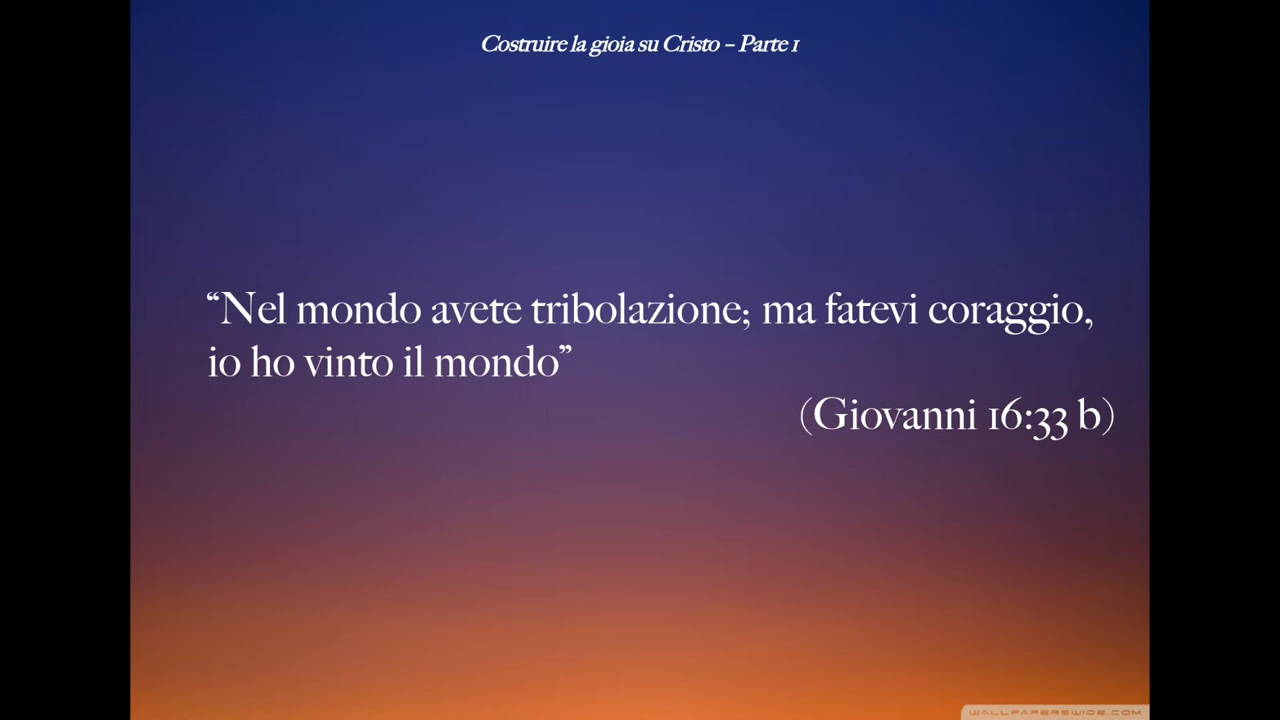 Costruire la gioia su Cristo – Parte 1
“Nel mondo avete tribolazione; ma fatevi coraggio,
io ho vinto il mondo”
(Giovanni 16:33 b)
WALLPAPERSWIDE.COM